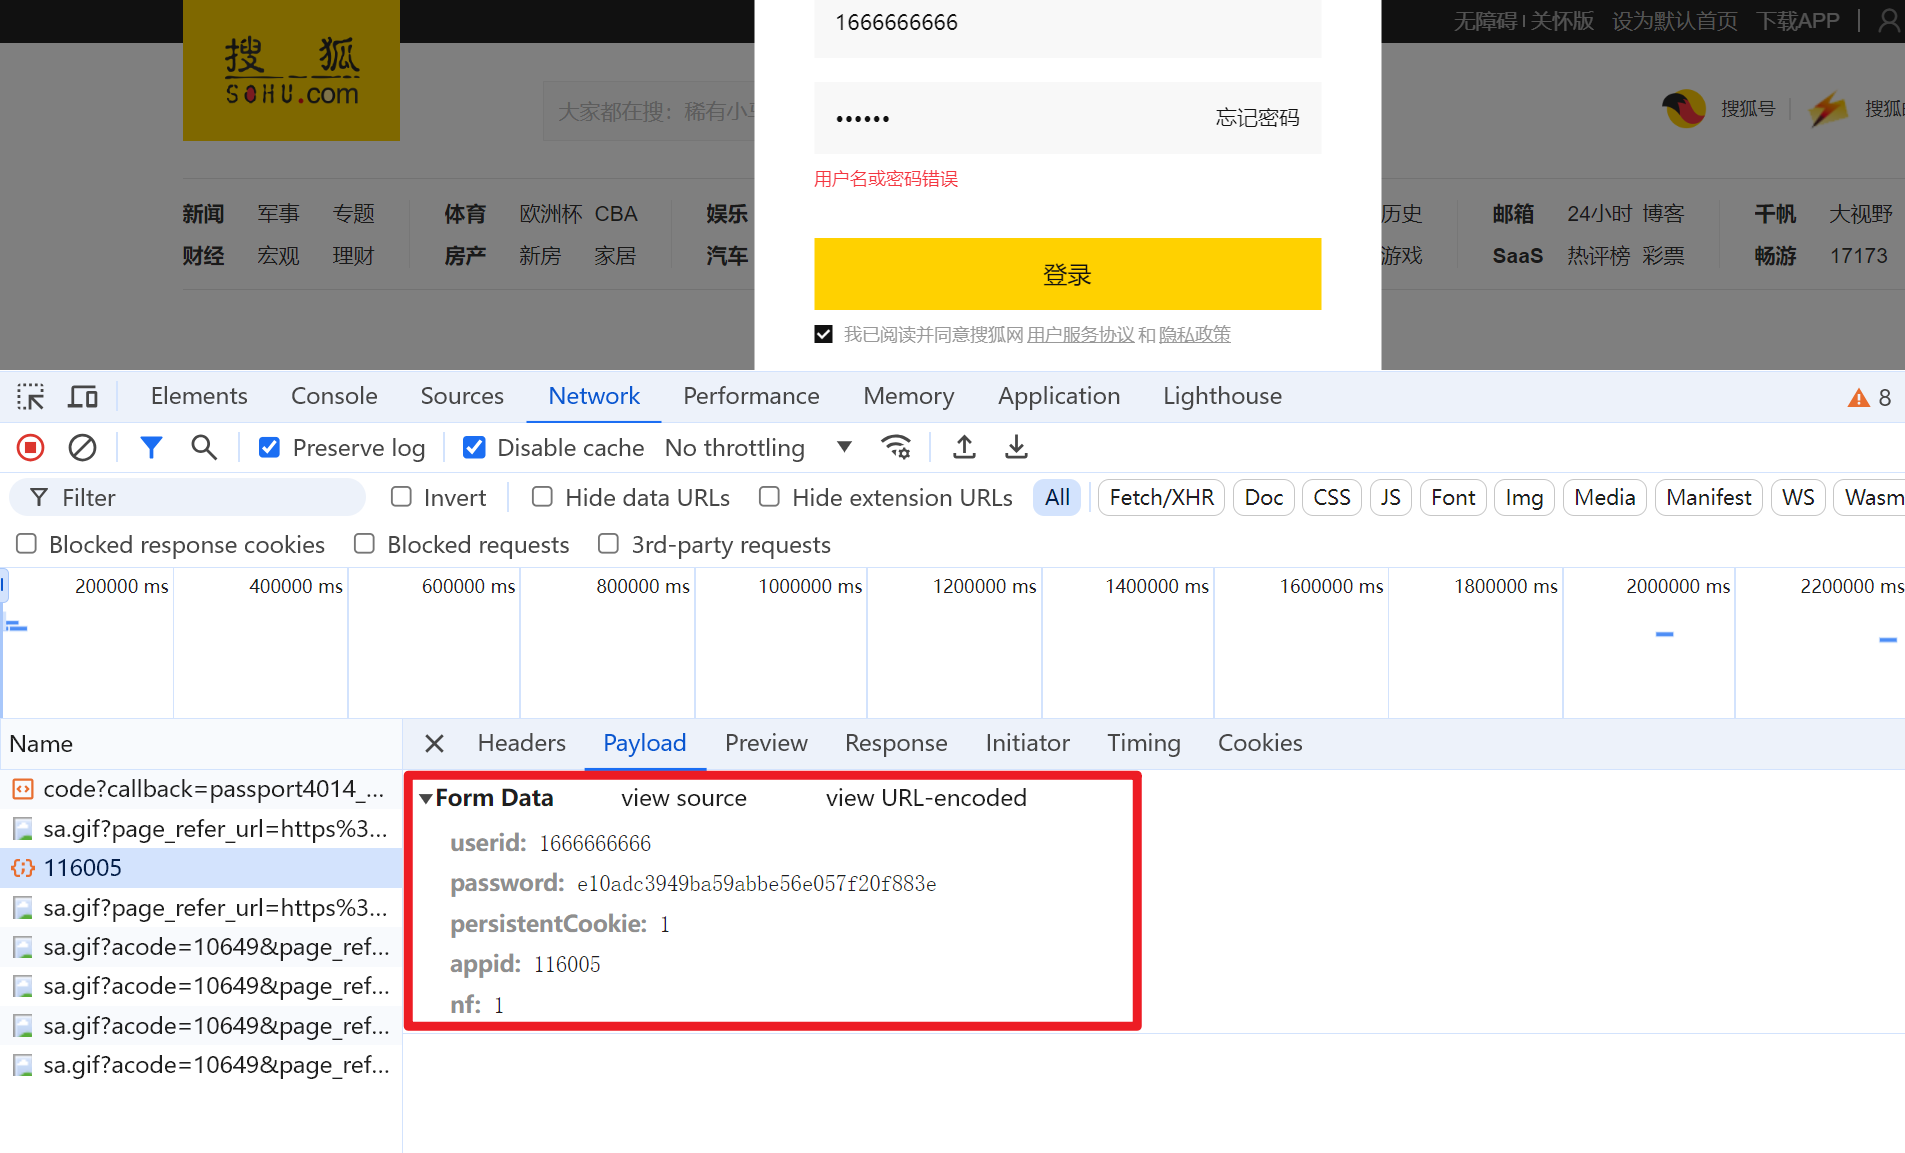 1666666666
无障碍 | 关怀版 设为默认首页 下载APP
搜 狐
SOHU.com
大家都在搜：稀有小
•••••• 忘记密码
搜狐号
搜狐
用户名或密码错误
新闻 军事 专题 体育 欧洲杯 CBA 娱乐 历史 邮箱 24小时 博客 千帆 大视野
财经 宏观 理财 房产 新房 家居 汽车 游戏 SaaS 热评榜 彩票 畅游 17173
登录
我已阅读并同意搜狐网 用户服务协议 和 隐私政策
Elements Console Sources Network Performance Memory Application Lighthouse 8
Preserve log Disable cache No throttling
Filter Invert Hide data URLs Hide extension URLs All Fetch/XHR Doc CSS JS Font Img Media Manifest WS Wasm
Blocked response cookies Blocked requests 3rd-party requests
200000 ms 400000 ms 600000 ms 800000 ms 1000000 ms 1200000 ms 1400000 ms 1600000 ms 1800000 ms 2000000 ms 2200000 ms
Name Headers Payload Preview Response Initiator Timing Cookies
code?callback=passport4014_...
sa.gif?page_refer_url=https%3...
116005
sa.gif?page_refer_url=https%3...
sa.gif?acode=10649&page_ref...
sa.gif?acode=10649&page_ref...
sa.gif?acode=10649&page_ref...
sa.gif?acode=10649&page_ref...
Form Data view source view URL-encoded
userid: 1666666666
password: e10adc3949ba59abbe56e057f20f883e
persistentCookie: 1
appid: 116005
nf: 1